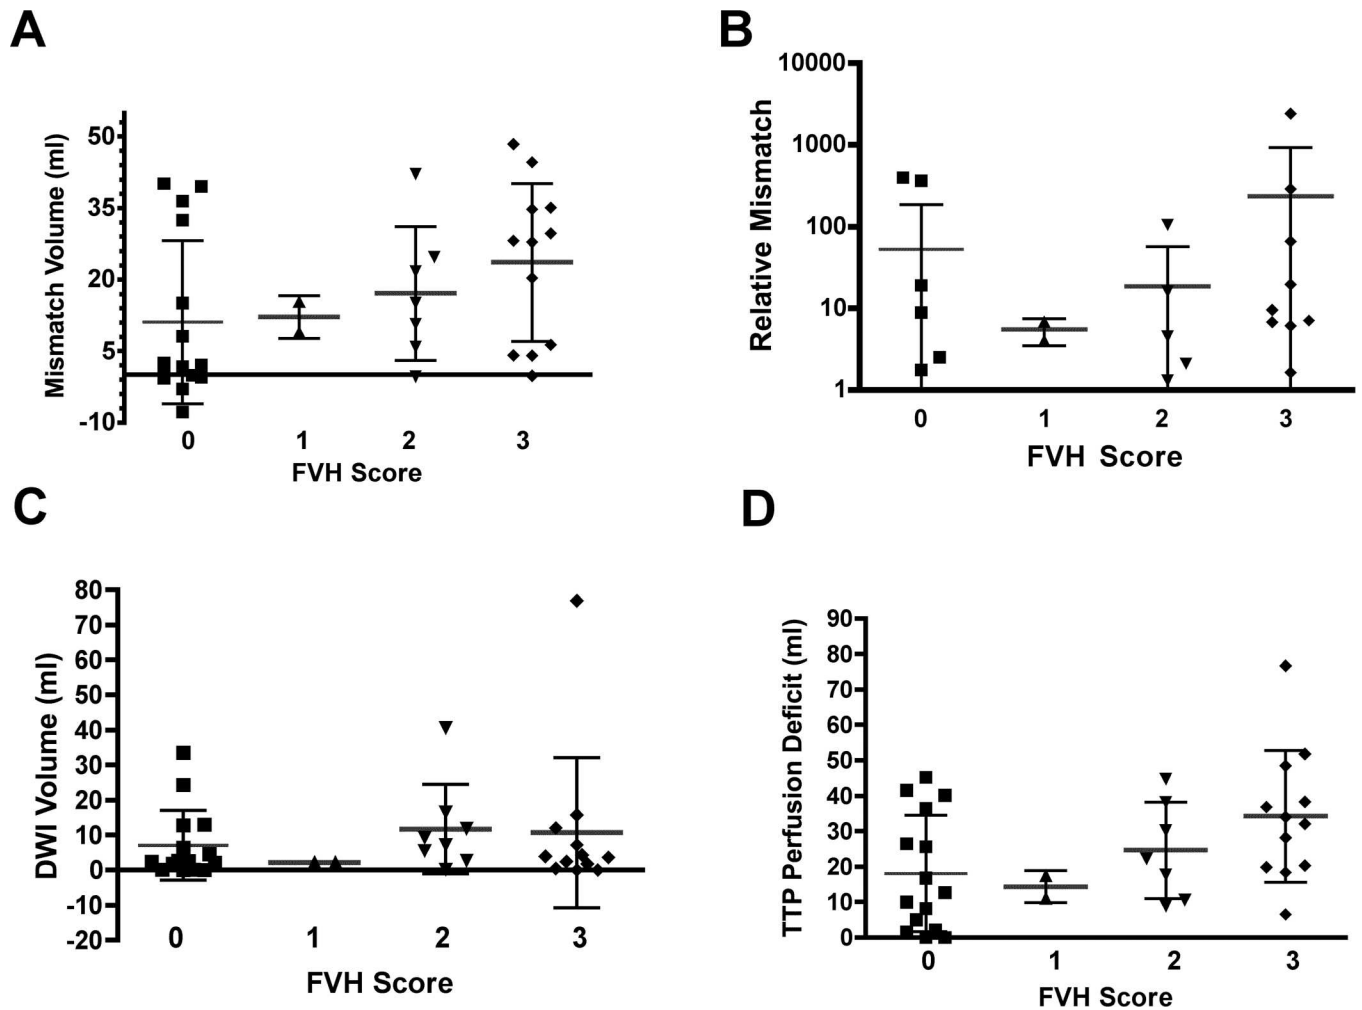 A
Mismatch Volume (ml)
50
35
20
5
-10
0 1 2 3
FVH Score
B
Relative Mismatch
10000
1000
100
10
1
0 1 2 3
FVH Score
C
DWI Volume (ml)
80
70
60
50
40
30
20
10
0
-10
-20
0 1 2 3
FVH Score
D
TTP Perfusion Deficit (ml)
90
80
70
60
50
40
30
20
10
0
0 1 2 3
FVH Score